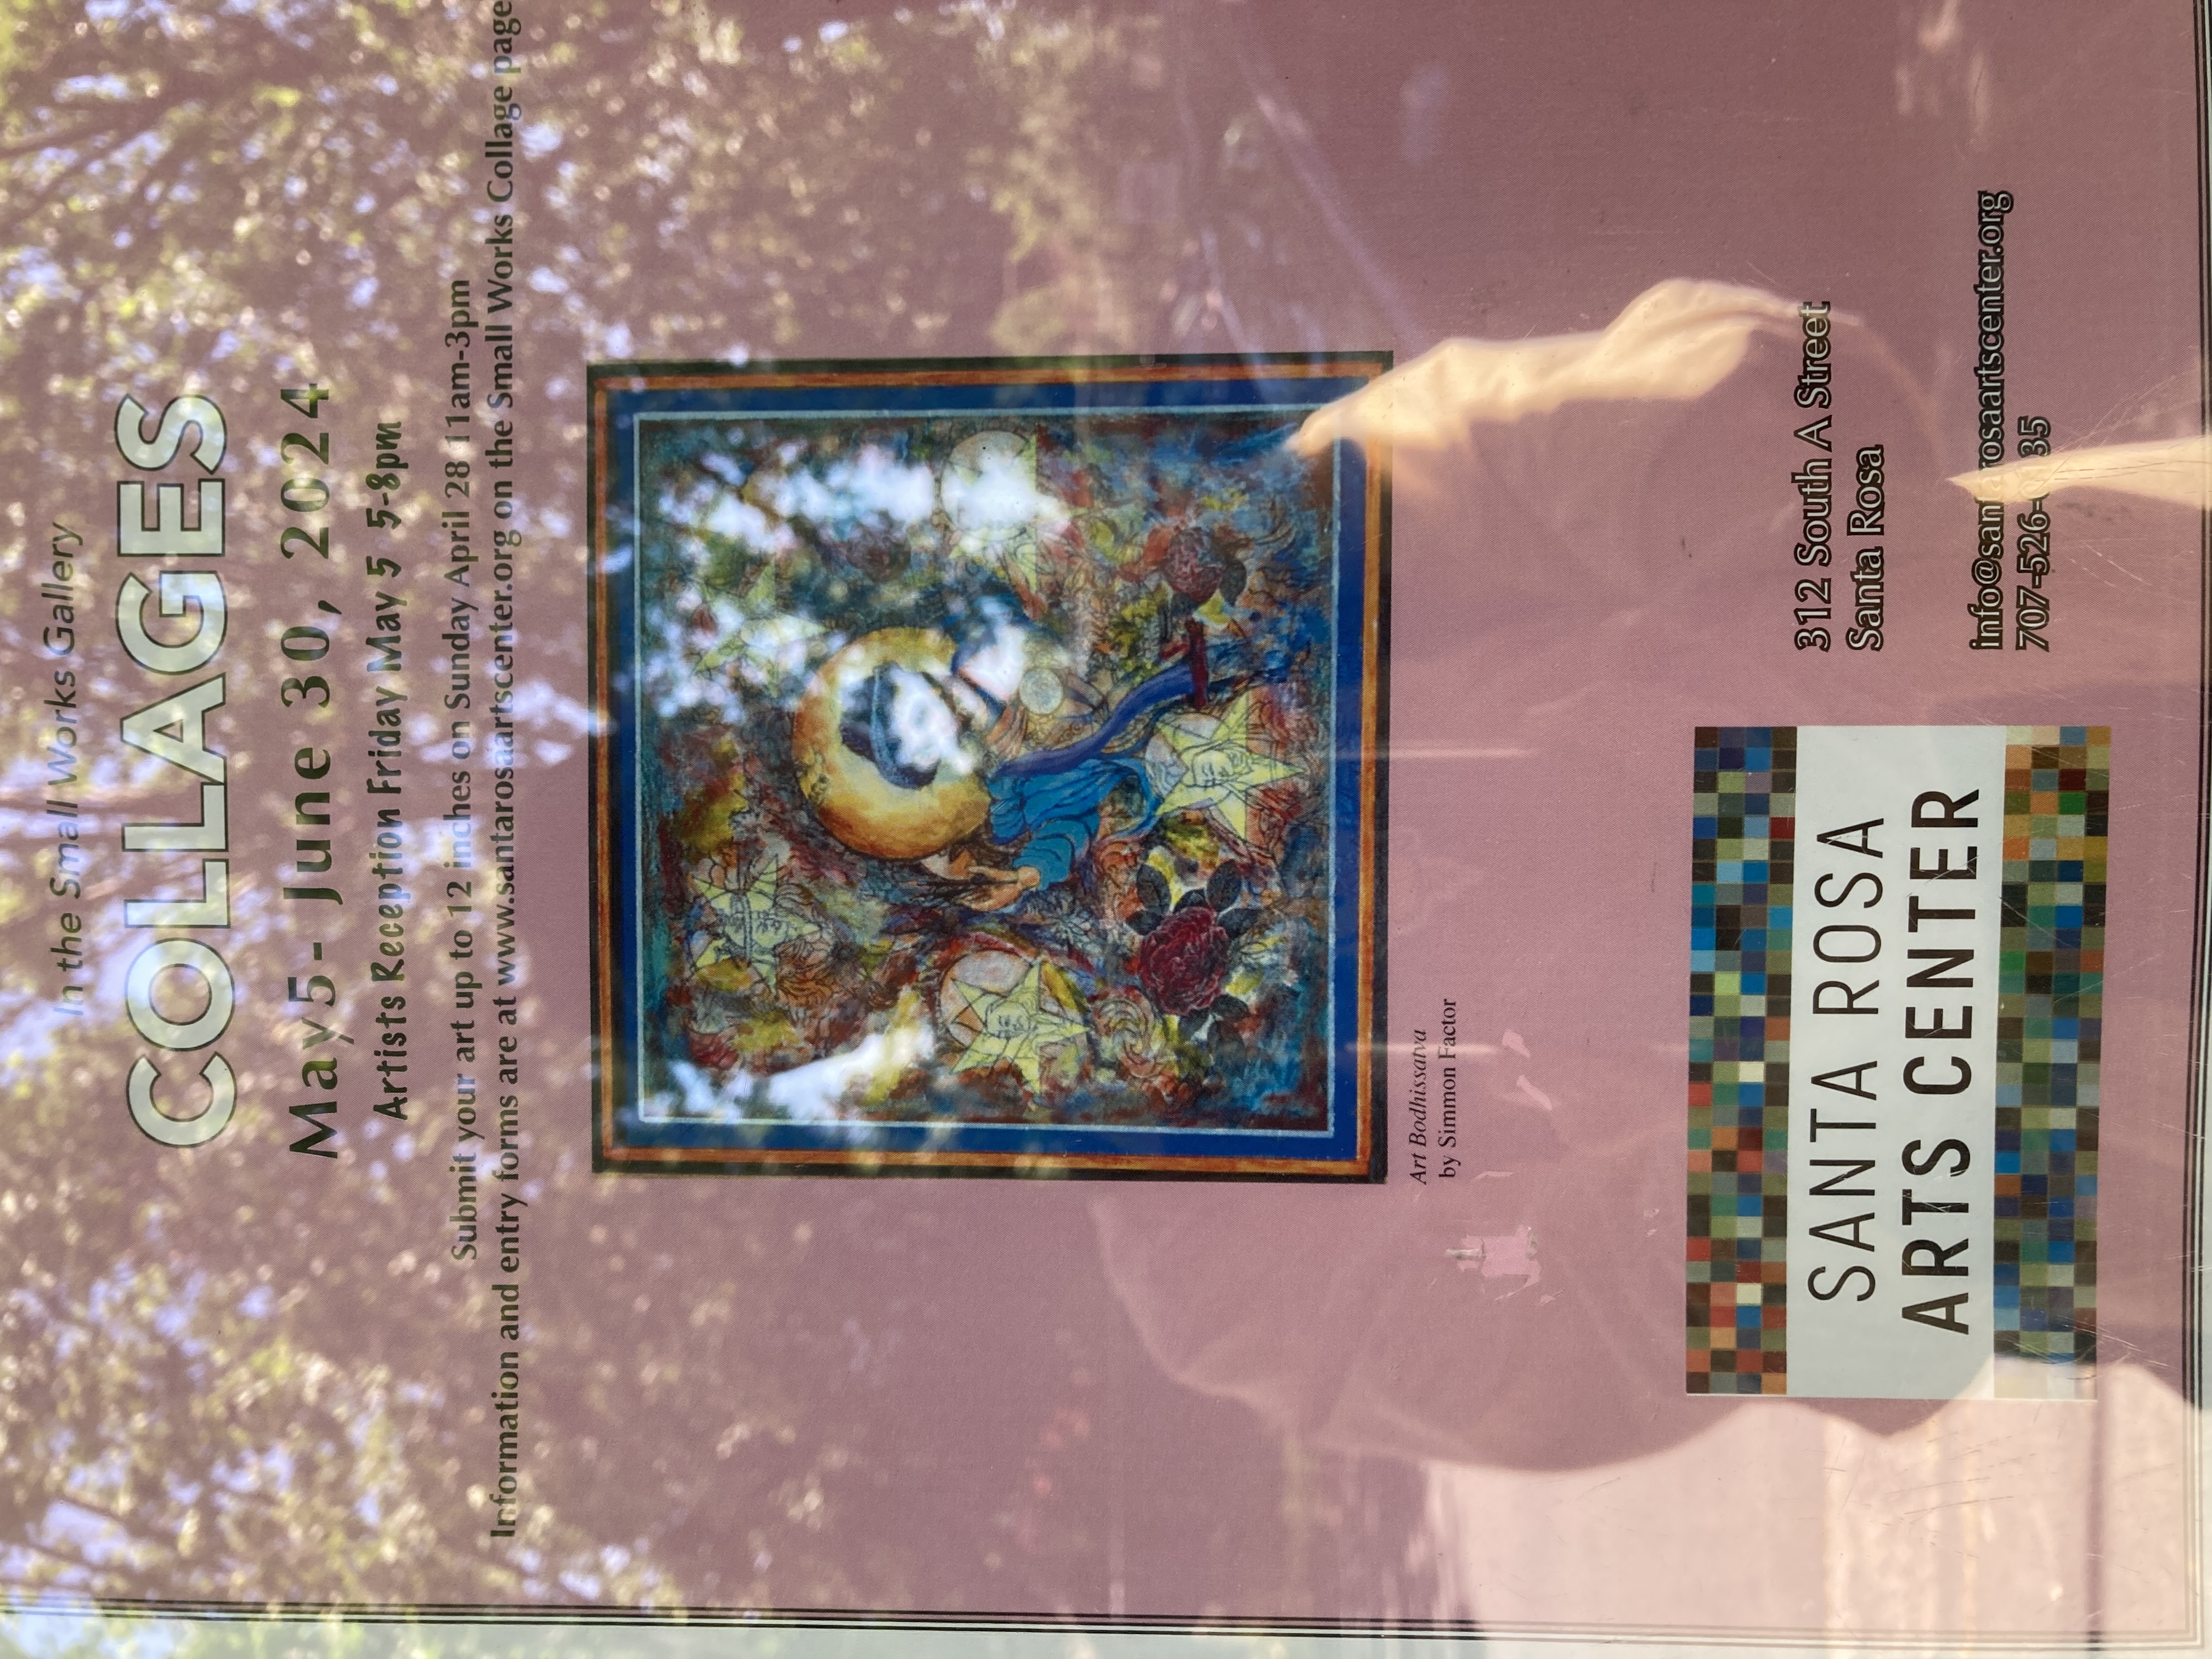 In the Small Works Gallery
COLLAGES
May5- June 30, 2024
Artists Reception Friday May 5 5-8pm
Submit your art up to 12 inches on Sunday April 28 11am-3pm
Information and entry forms are at www.santarosaartscenter.org on the Small Works Collage page
Art Bodhissatva
by Simmon Factor
SANTA ROSA
ARTS CENTER
312 South A Street
Santa Rosa
info@santarosaartscenter.org